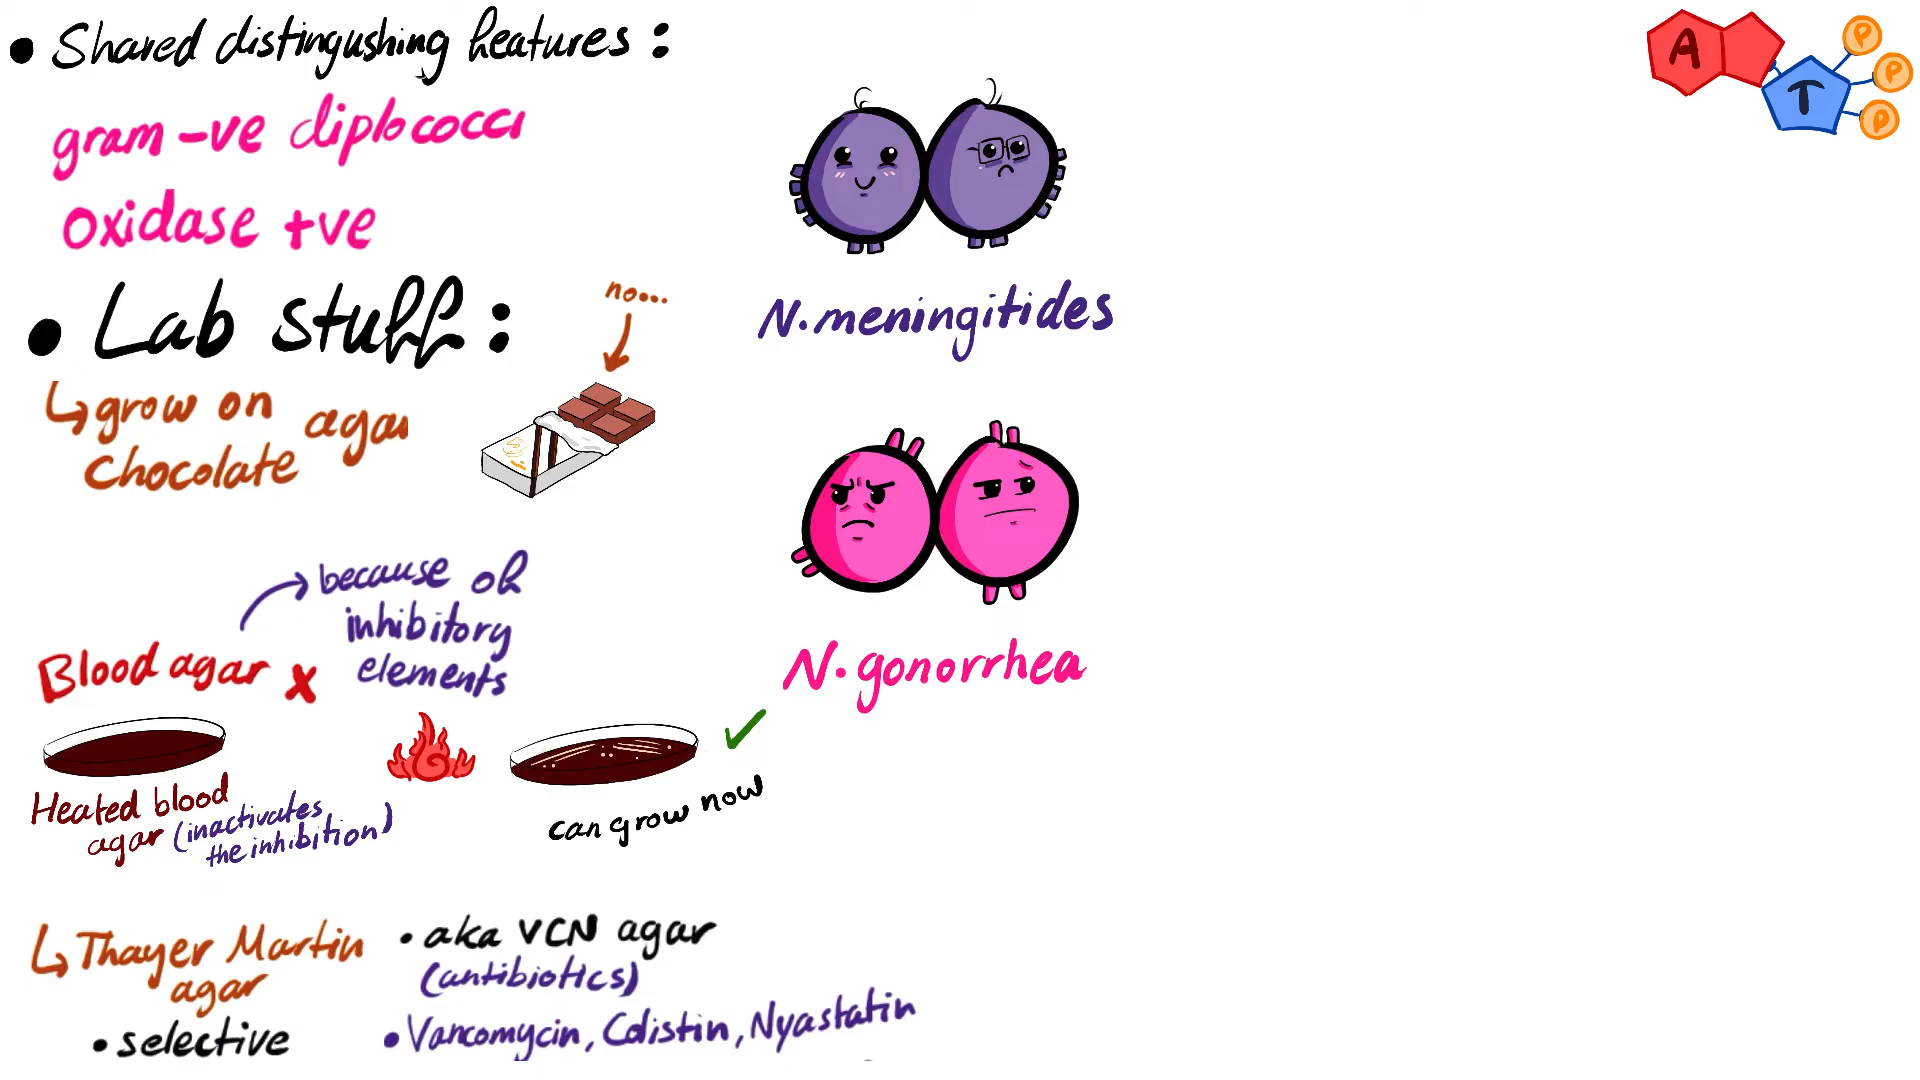 • Shared distingushing features :
gram -ve diplococci
oxidase +ve
• Lab stuff :
no...
↳ grow on agar
chocolate
N. meningitides
N. gonorrhea
because of
inhibitory
elements
Blood agar x
Heated blood
agar (inactivates
the inhibition)
can grow now
↳ Thayer Martin
agar
• selective
• aka VCN agar
(antibiotics)
• Vancomycin, Colistin, Nyastatin
A T P P P